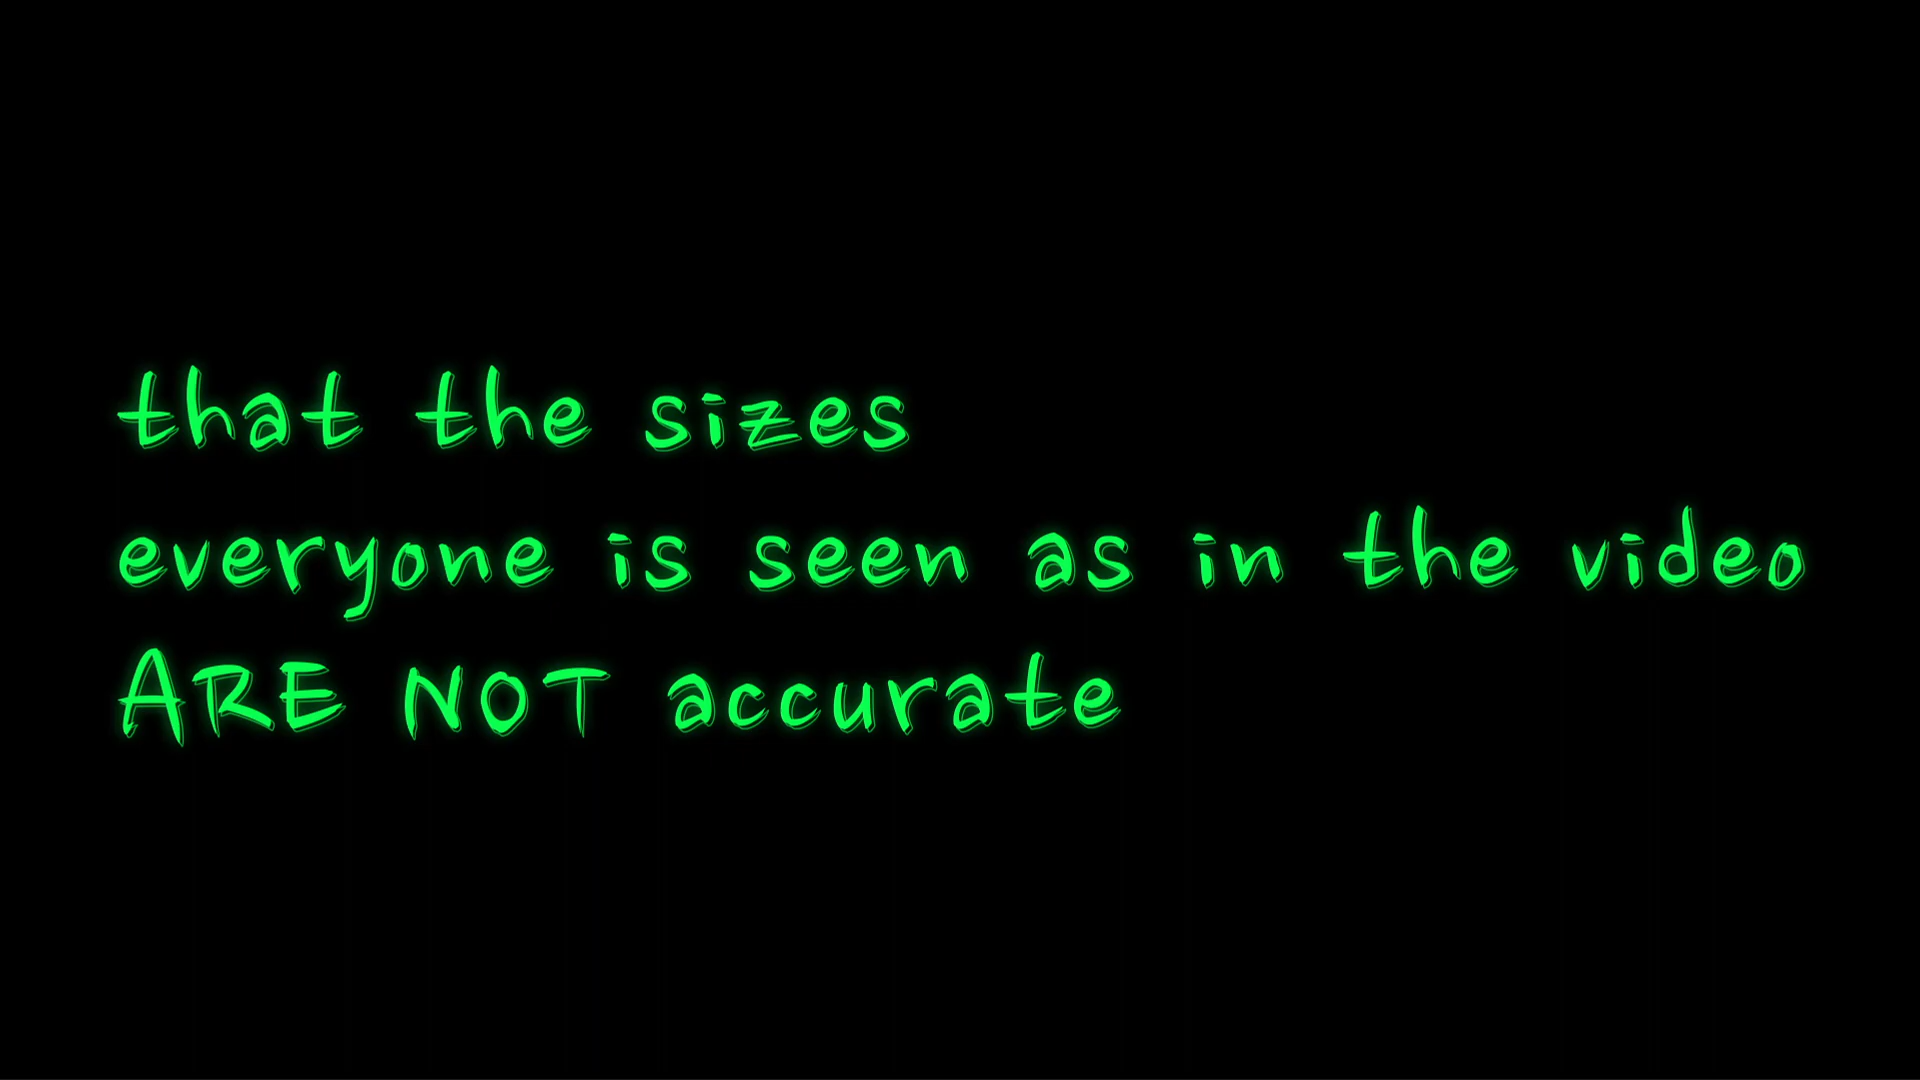 that the sizes
everyone is seen as in the video
ARE NOT accurate